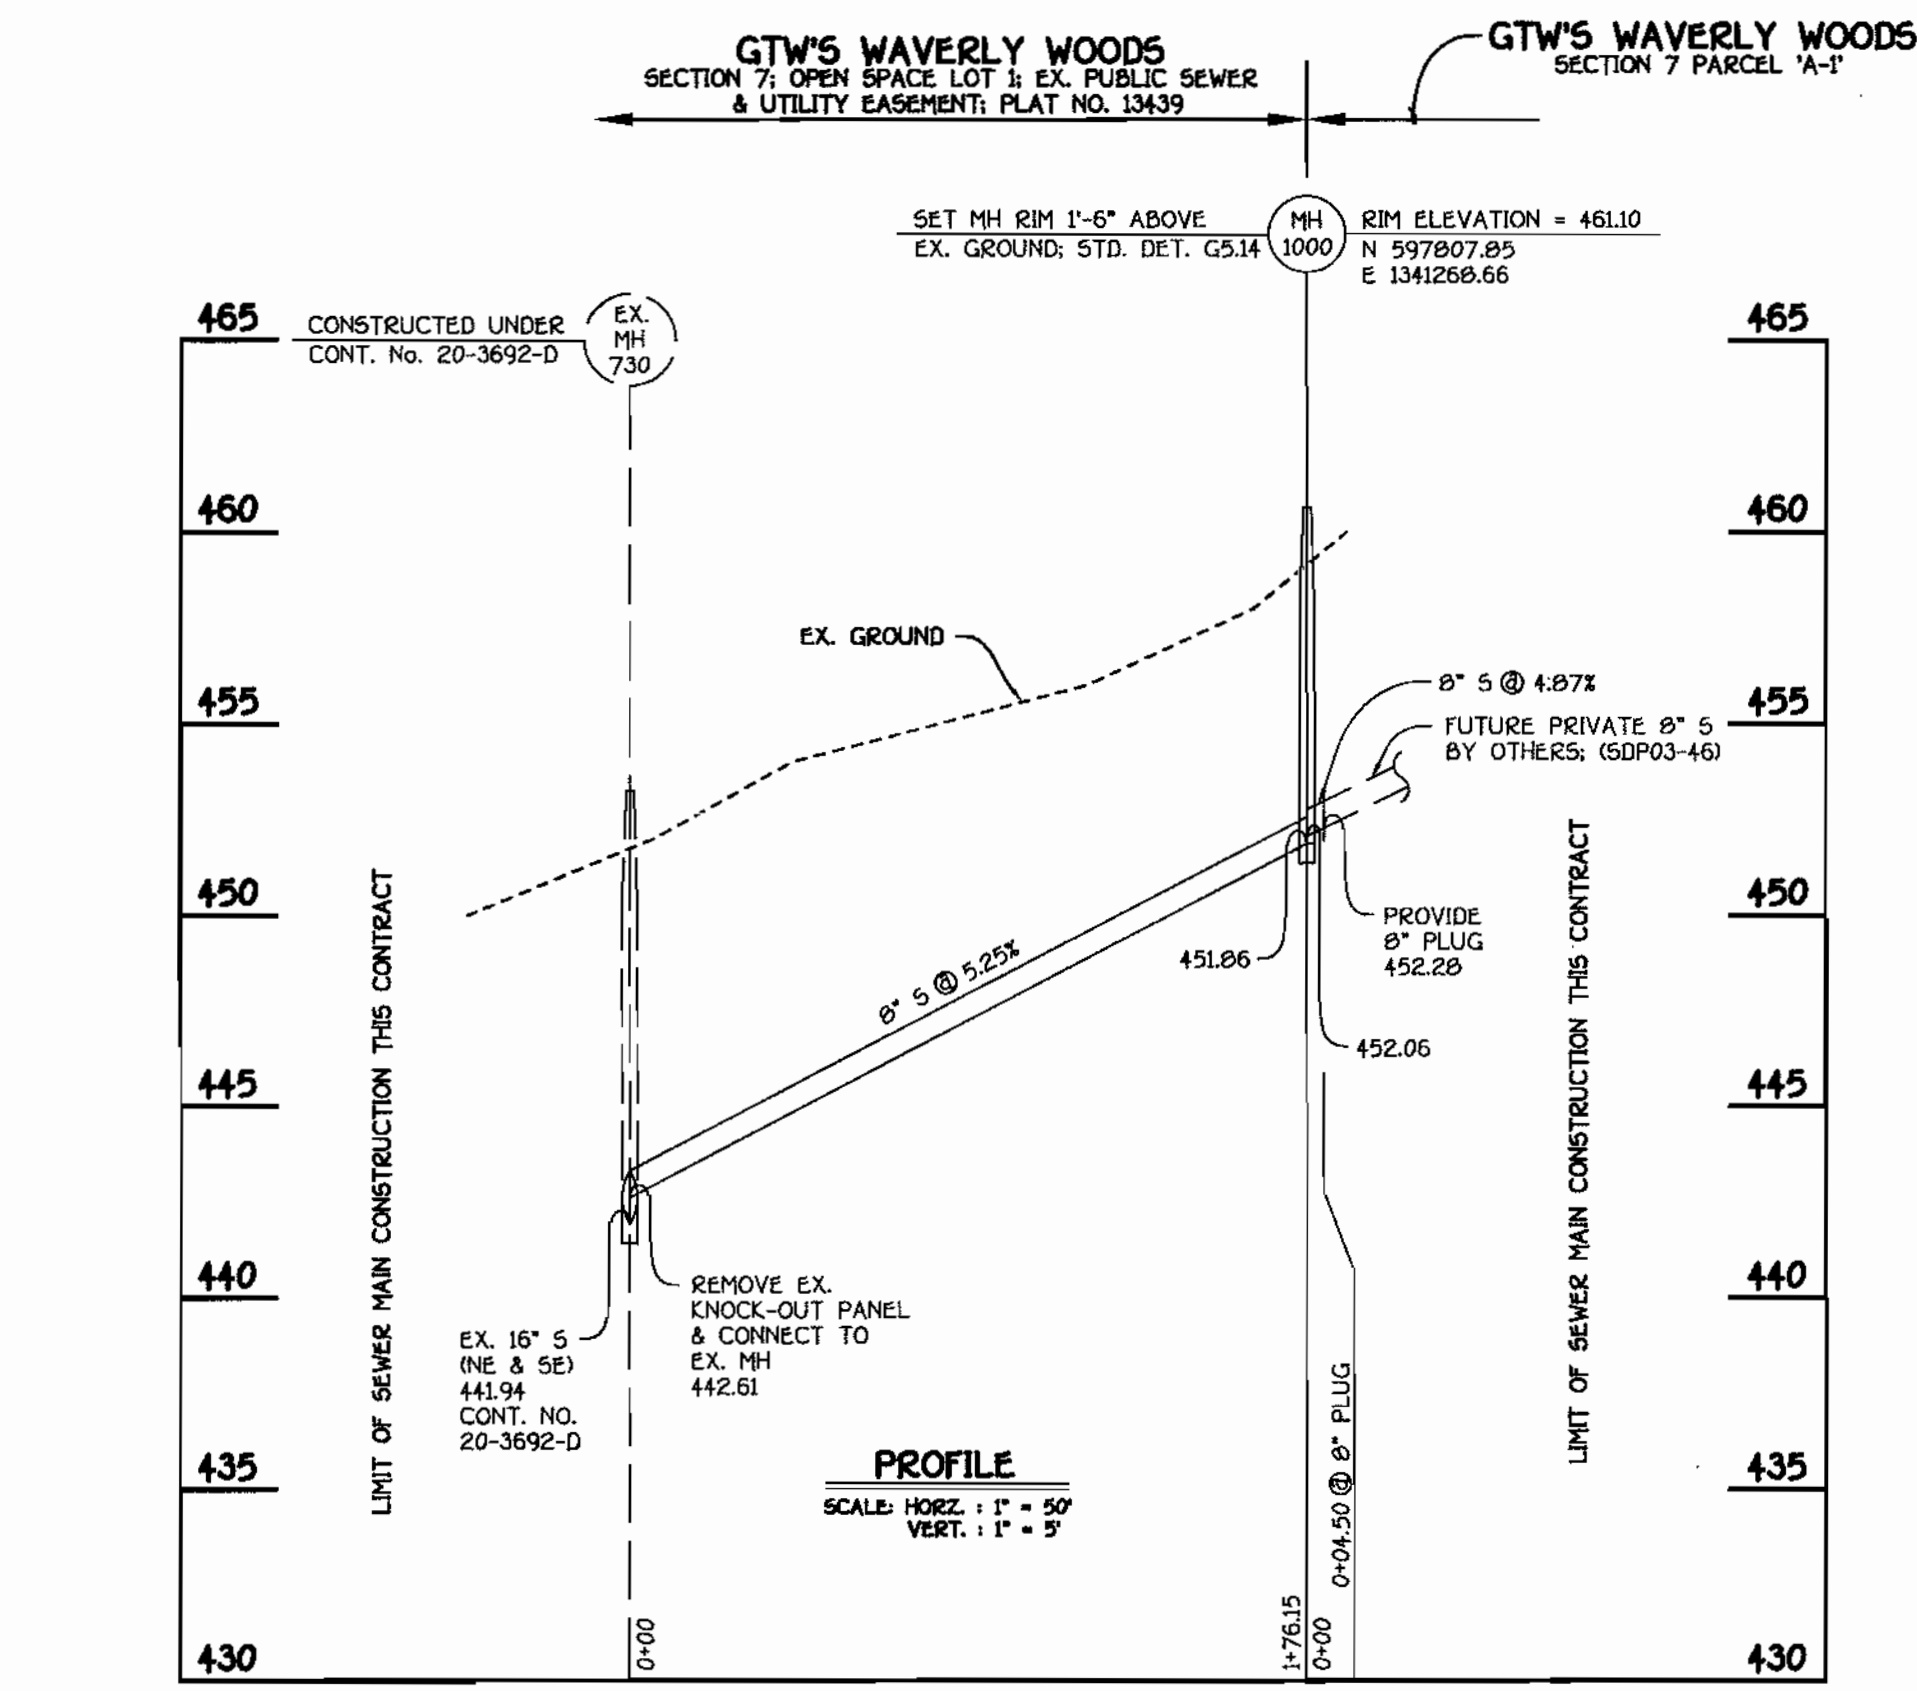 GTW'S WAVERLY WOODS
SECTION 7; OPEN SPACE LOT 1; EX. PUBLIC SEWER
& UTILITY EASEMENT; PLAT NO. 13439
GTW'S WAVERLY WOODS
SECTION 7 PARCEL 'A-1'
SET MH RIM 1'-6" ABOVE
EX. GROUND; STD. DET. G5.14
MH
1000
RIM ELEVATION = 461.10
N 597807.85
E 1341268.66
CONSTRUCTED UNDER
CONT. No. 20-3692-D
EX.
MH
730
465
460
455
450
445
440
435
430
465
460
455
450
445
440
435
430
EX. GROUND
8" S @ 4.87%
FUTURE PRIVATE 8" S
BY OTHERS; (SDP03-46)
8" S @ 5.25%
451.86
PROVIDE
8" PLUG
452.28
452.06
LIMIT OF SEWER MAIN CONSTRUCTION THIS CONTRACT
LIMIT OF SEWER MAIN CONSTRUCTION THIS CONTRACT
REMOVE EX.
KNOCK-OUT PANEL
& CONNECT TO
EX. MH
442.61
EX. 16" S
(NE & SE)
441.94
CONT. NO.
20-3692-D
PROFILE
SCALE: HORZ. : 1" = 50'
VERT. : 1" = 5'
0+00
1+76.15
0+00
0+04.50 @ 8" PLUG